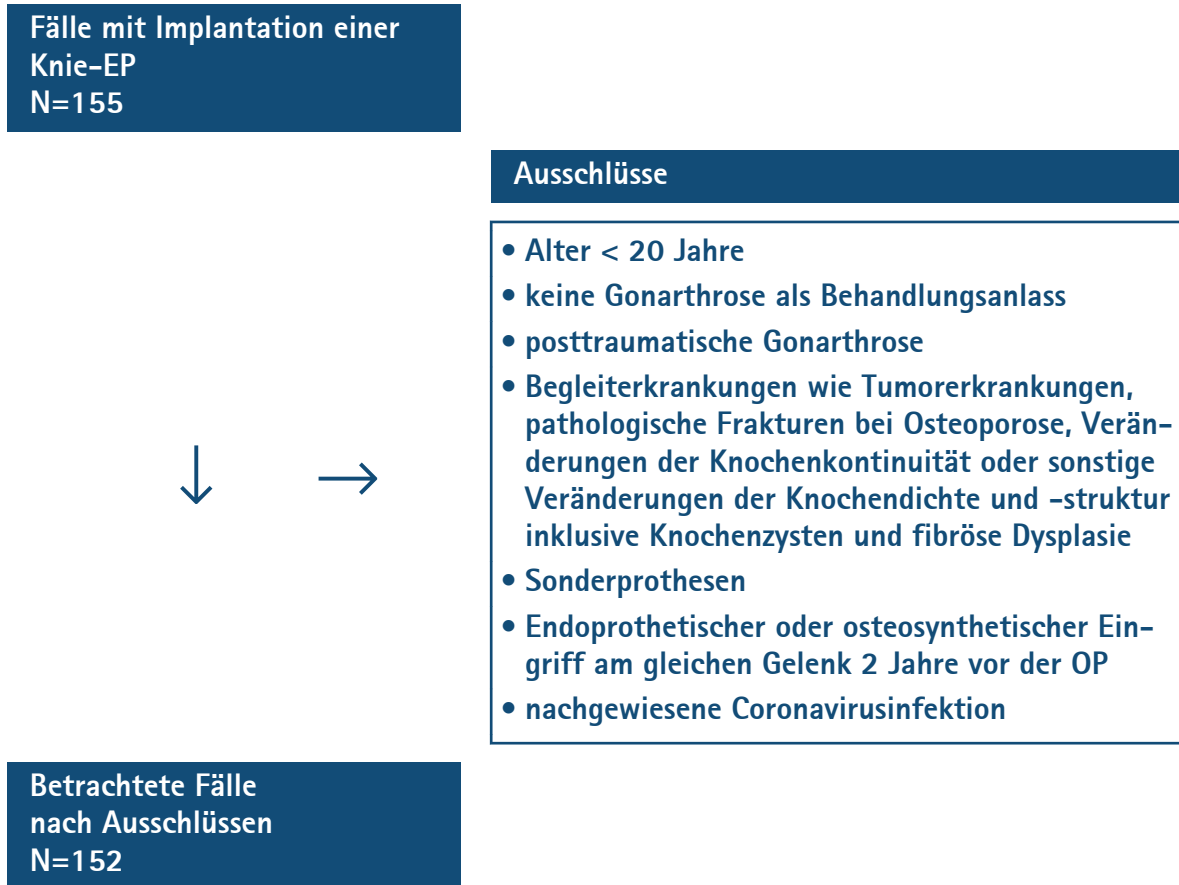 Fälle mit Implantation einer
Knie-EP
N=155
Ausschlüsse
• Alter < 20 Jahre
• keine Gonarthrose als Behandlungsanlass
• posttraumatische Gonarthrose
• Begleiterkrankungen wie Tumorerkrankungen,
pathologische Frakturen bei Osteoporose, Verän-
derungen der Knochenkontinuität oder sonstige
Veränderungen der Knochendichte und -struktur
inklusive Knochenzysten und fibröse Dysplasie
• Sonderprothesen
• Endoprothetischer oder osteosynthetischer Ein-
griff am gleichen Gelenk 2 Jahre vor der OP
• nachgewiesene Coronavirusinfektion
Betrachtete Fälle
nach Ausschlüssen
N=152